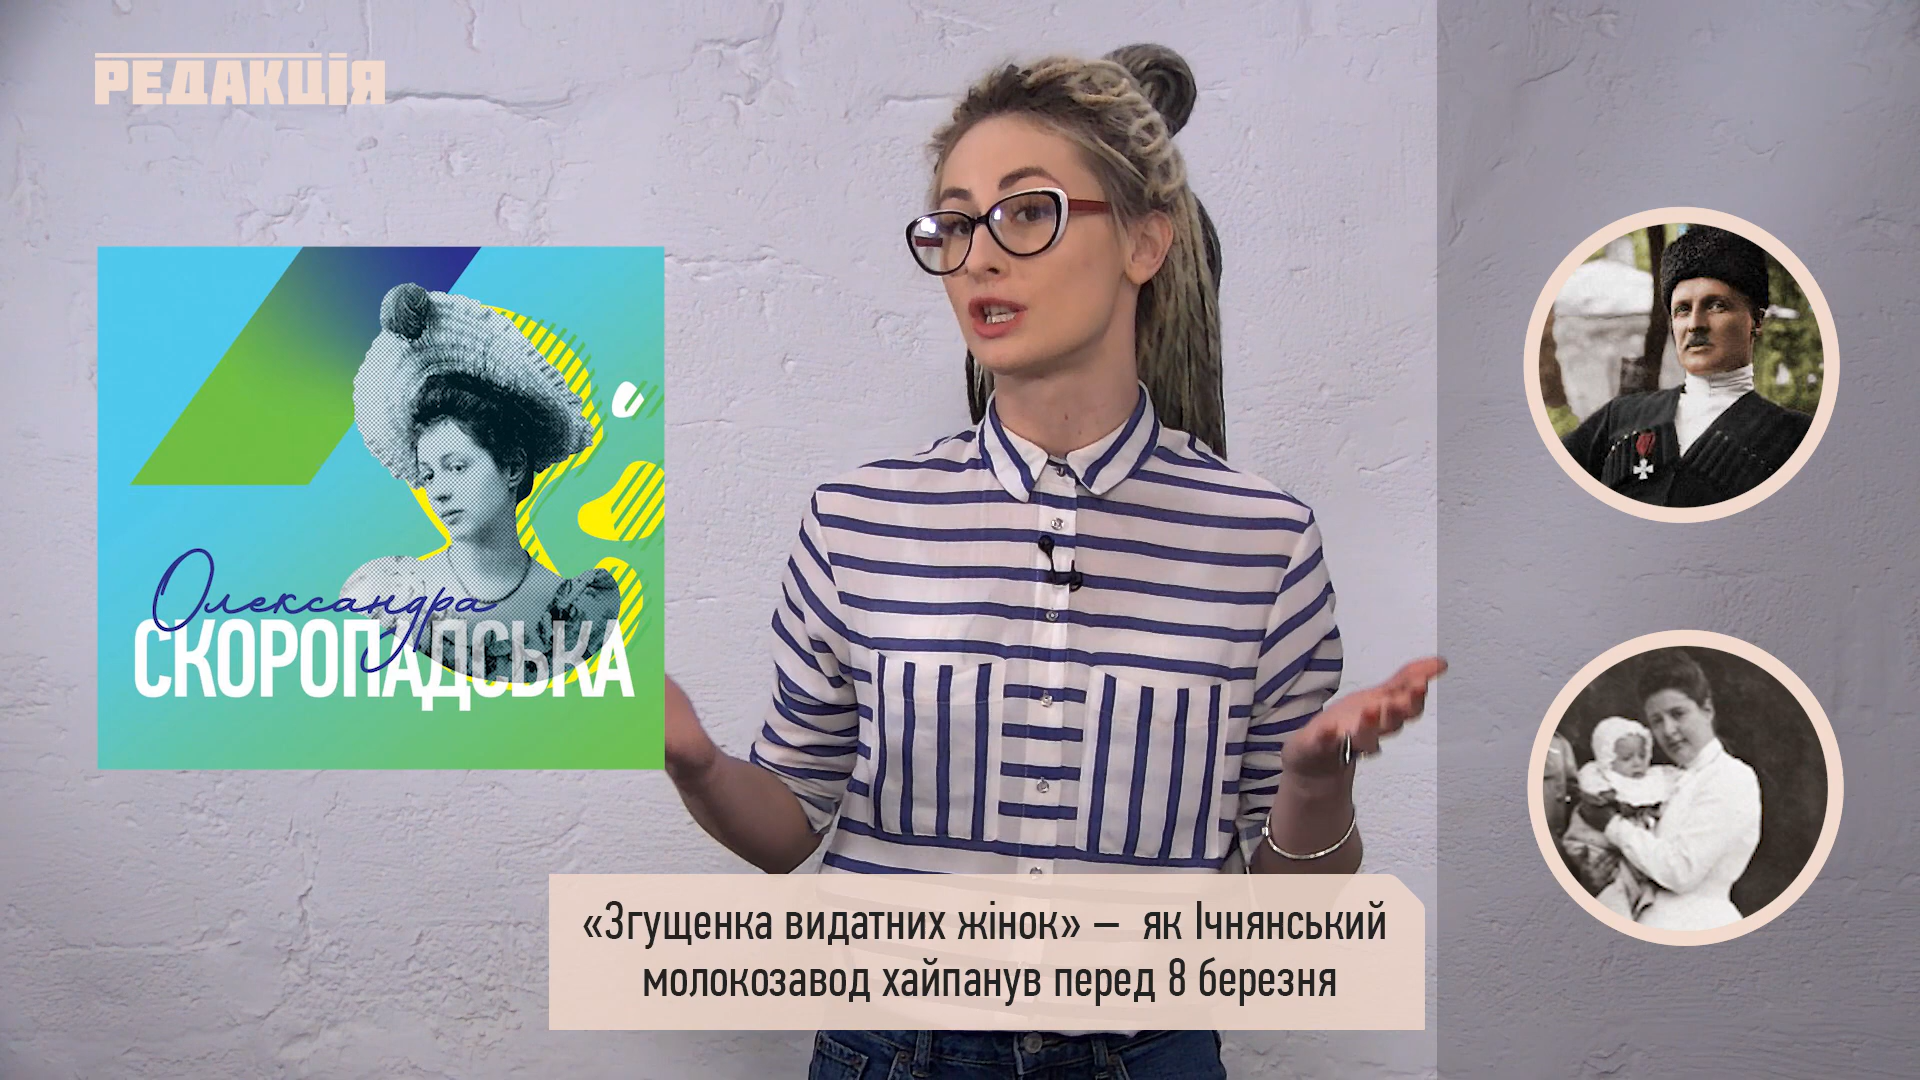 РЕДАКЦІЯ
Олександра
СКОРОПАДСЬКА
«Згущенка видатних жінок» – як Ічнянський
молокозавод хайпанув перед 8 березня